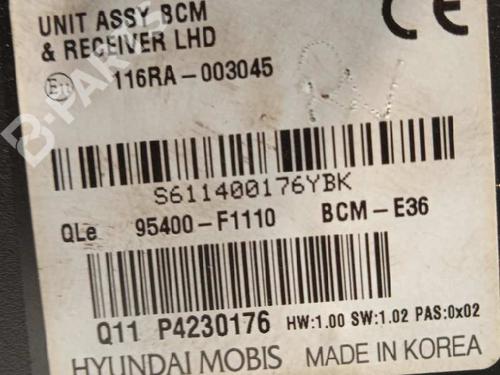 UNIT ASSY BCM
& RECEIVER LHD
CE
116RA-003045
B-PARTS
S611400176YBK
QLe 95400-F1110 BCM-E36
Q11 P4230176 HW:1.00 SW:1.02 PAS:0x02
HYUNDAI MOBIS MADE IN KOREA